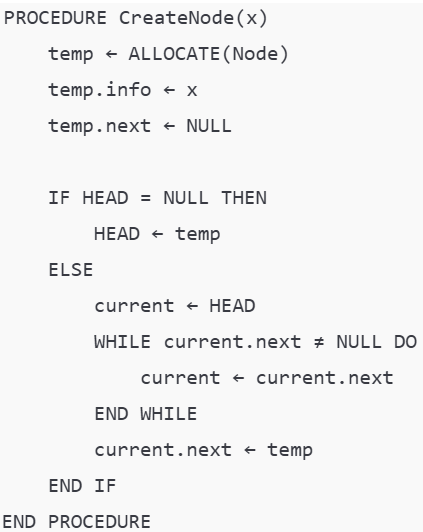 PROCEDURE CreateNode(x)
    temp ← ALLOCATE(Node)
    temp.info ← x
    temp.next ← NULL

    IF HEAD = NULL THEN
        HEAD ← temp
    ELSE
        current ← HEAD
        WHILE current.next ≠ NULL DO
            current ← current.next
        END WHILE
        current.next ← temp
    END IF
END PROCEDURE